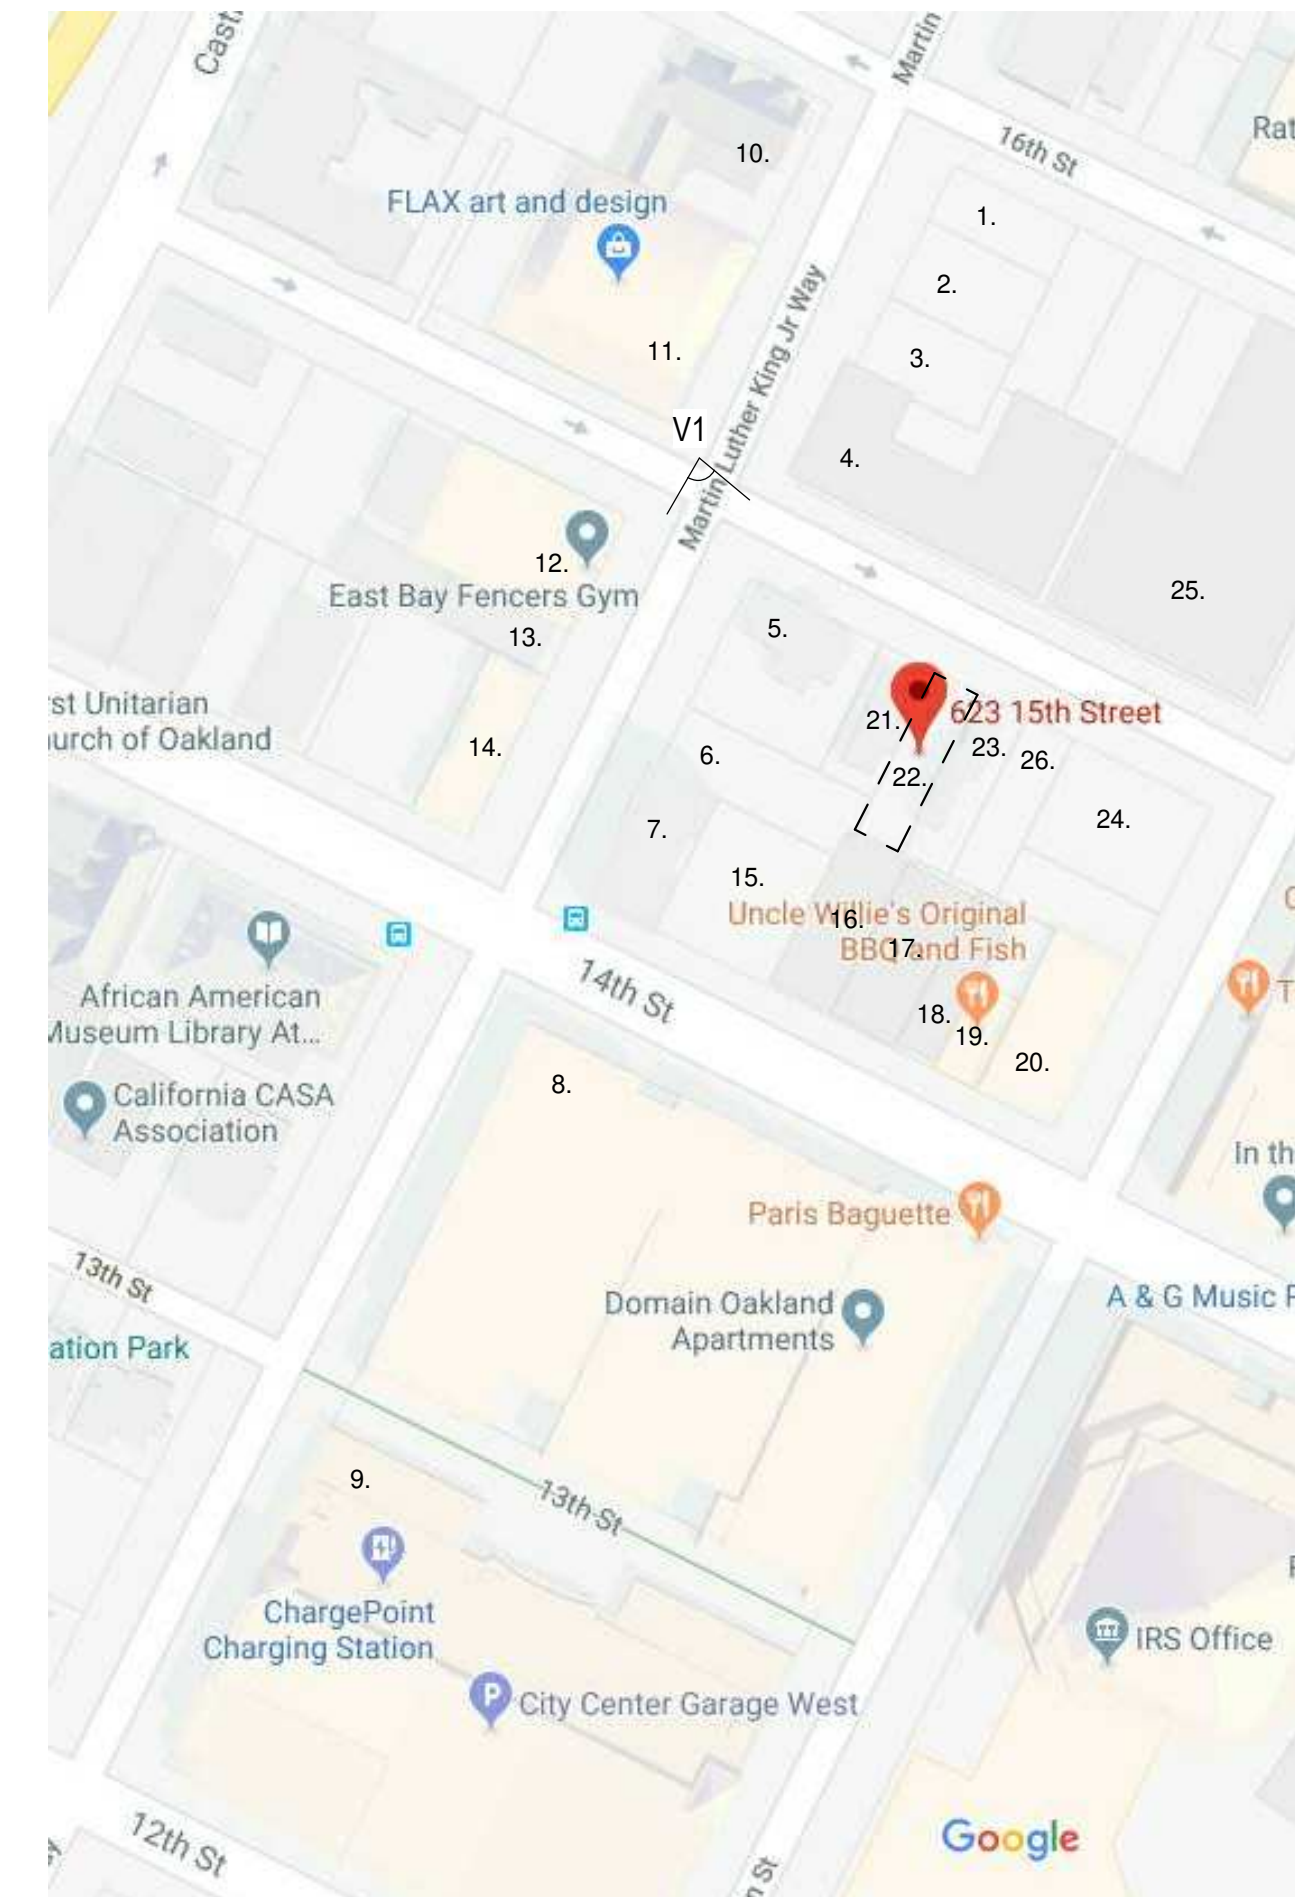 Martin
16th St
10.
FLAX art and design
1.
2.
3.
11.
Martin Luther King Jr Way
V1
4.
12.
East Bay Fencers Gym
13.
25.
5.
623 15th Street
21.
22.
23.
26.
24.
6.
7.
14.
15.
Uncle Willie's Original
BBQ and Fish
16.
17.
18.
19.
20.
14th St
African American
Museum Library At...
California CASA
Association
8.
Paris Baguette
Domain Oakland
Apartments
13th St
ation Park
9.
13th St
ChargePoint
Charging Station
City Center Garage West
IRS Office
A & G Music
In th
rst Unitarian
urch of Oakland
Rat
12th St
n St
P
Google